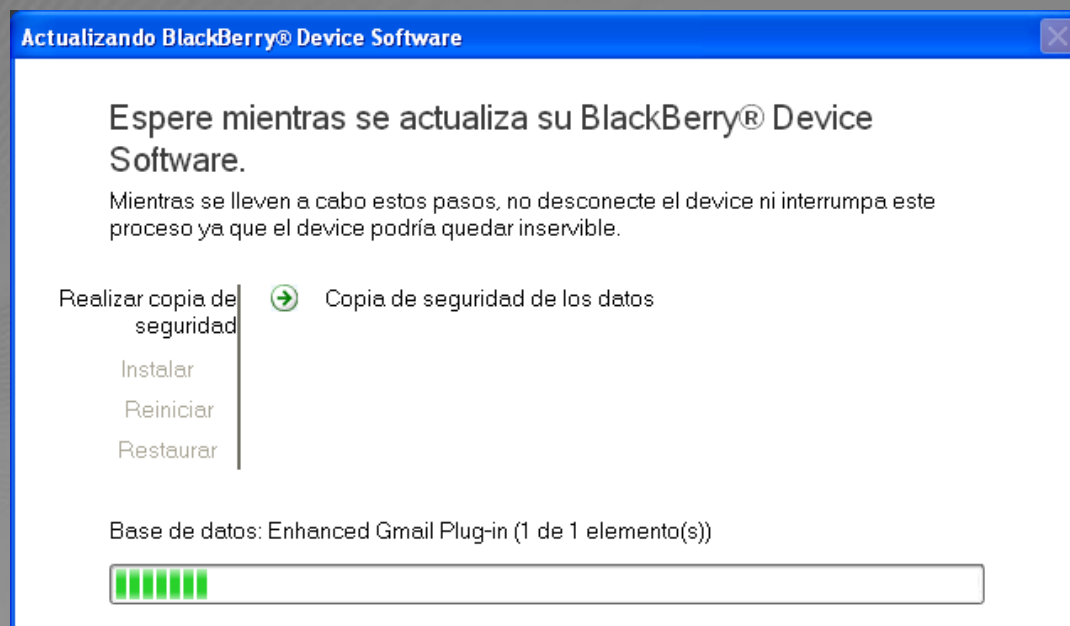 Actualizando BlackBerry® Device Software
Espere mientras se actualiza su BlackBerry® Device
Software.
Mientras se lleven a cabo estos pasos, no desconecte el device ni interrumpa este
proceso ya que el device podría quedar inservible.
Realizar copia de
seguridad
Copia de seguridad de los datos
Instalar
Reiniciar
Restaurar
Base de datos: Enhanced Gmail Plug-in (1 de 1 elemento(s))